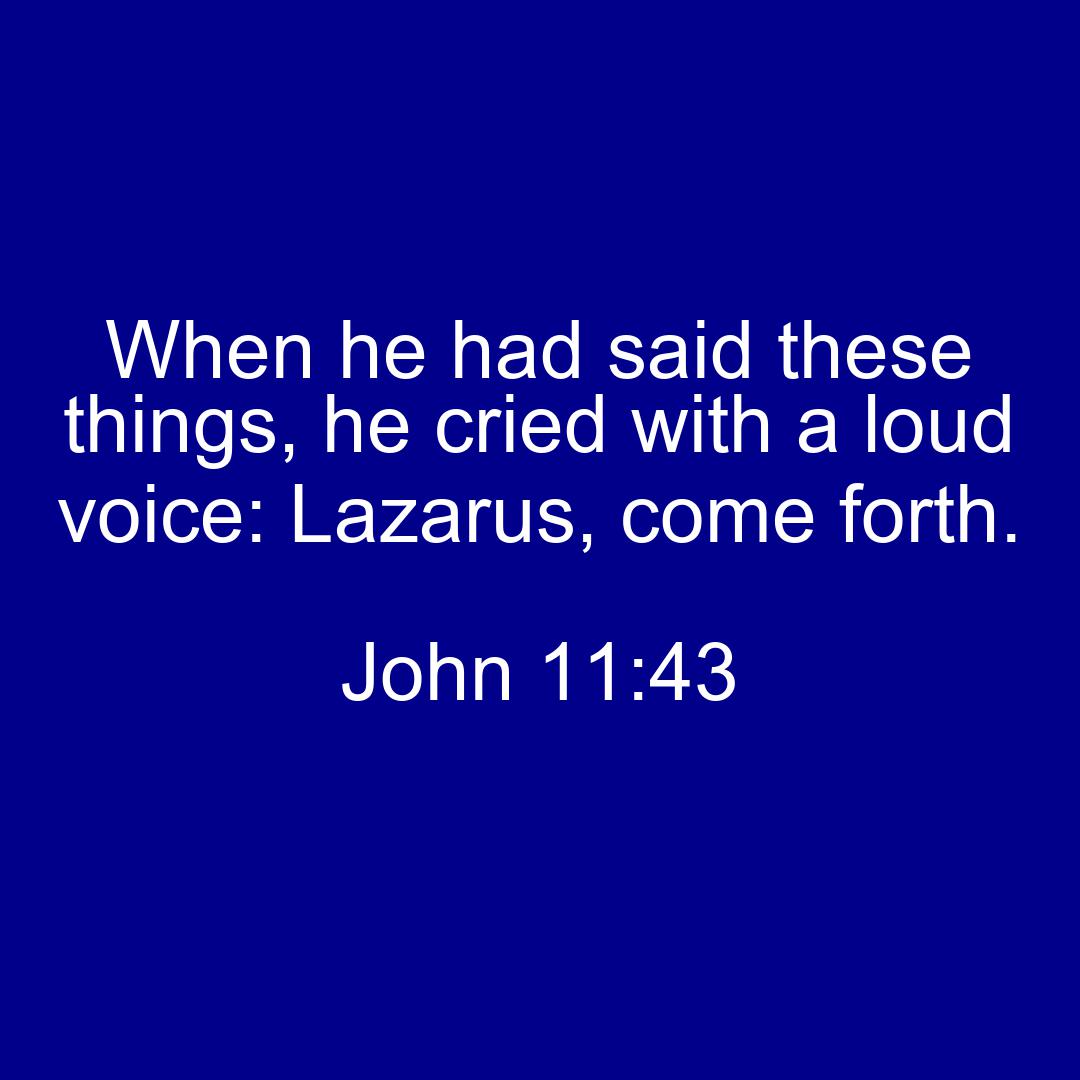 When he had said these
things, he cried with a loud
voice: Lazarus, come forth.
John 11:43